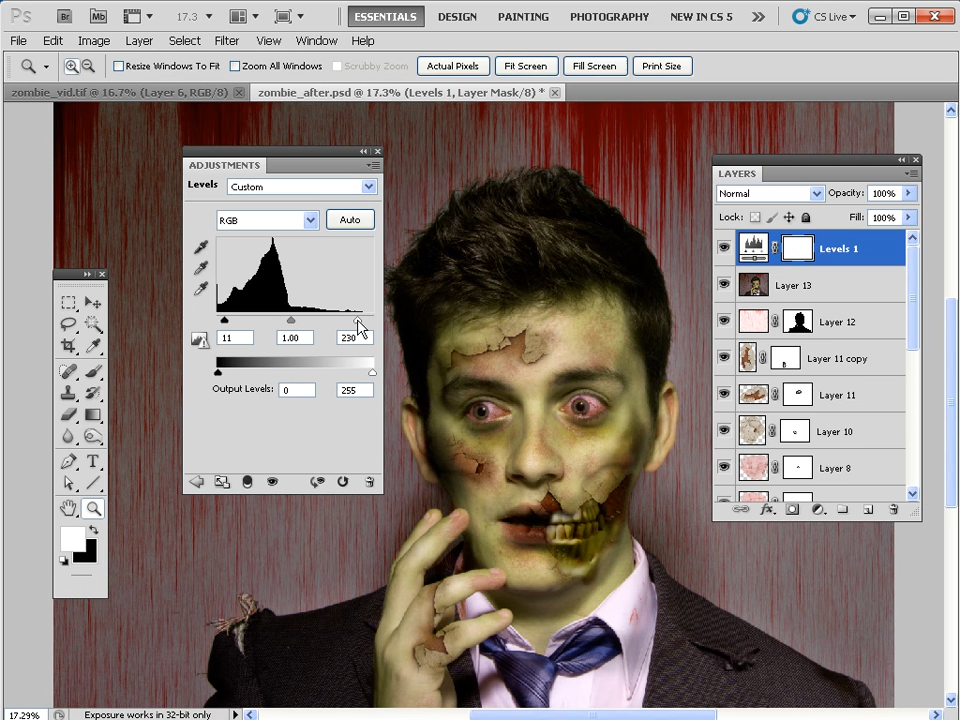 Ps Br Mb 17.3 ESSENTIALS DESIGN PAINTING PHOTOGRAPHY NEW IN CS 5 CS Live
File Edit Image Layer Select Filter View Window Help
Resize Windows To Fit Zoom All Windows Scrubby Zoom Actual Pixels Fit Screen Fill Screen Print Size
zombie_vid.tif @ 16.7% (Layer 6, RGB/8) zombie_after.psd @ 17.3% (Levels 1, Layer Mask/8) *
ADJUSTMENTS
Levels Custom
RGB Auto
11 1.00 230
Output Levels: 0 255
LAYERS
Normal Opacity: 100%
Lock: Fill: 100%
Levels 1
Layer 13
Layer 12
Layer 11 copy
Layer 11
Layer 10
Layer 8
17.29% Exposure works in 32-bit only